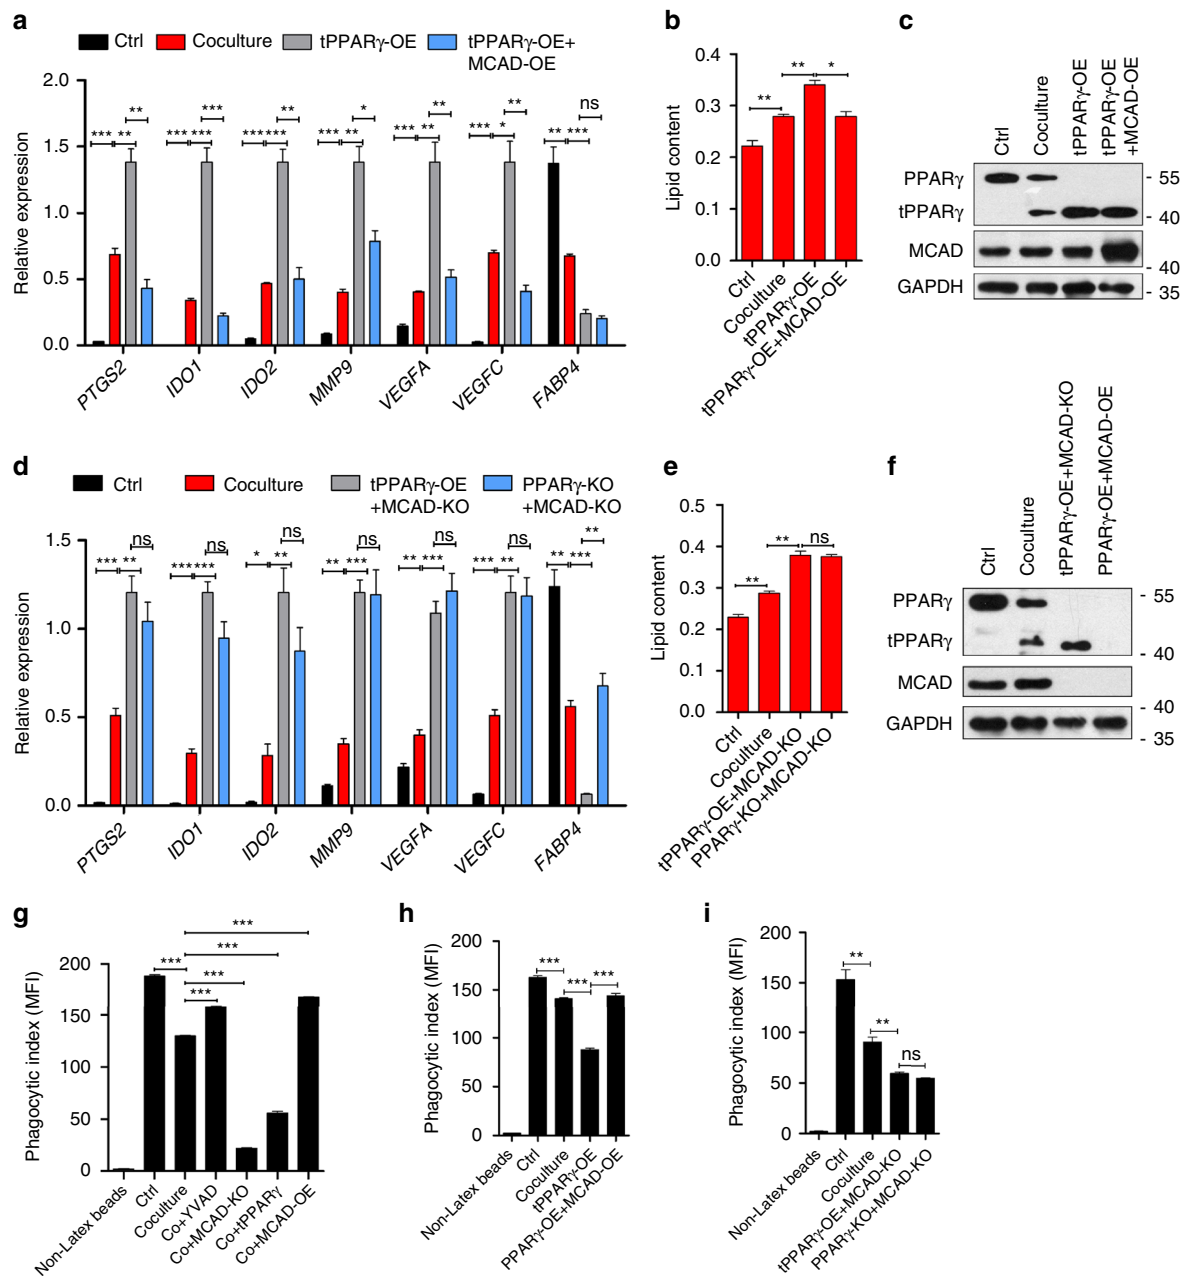 a
Ctrl Coculture tPPARγ-OE tPPARγ-OE+
MCAD-OE
Relative expression
2.0
1.5
1.0
0.5
0.0
*** ** **
*** *** ***
*** *** **
*** ** *
*** ** **
*** * **
** *** ns
PTGS2 IDO1 IDO2 MMP9 VEGFA VEGFC FABP4
b
Lipid content
0.4
0.3
0.2
0.1
0.0
** ** *
Ctrl
Coculture
tPPARγ-OE
tPPARγ-OE+MCAD-OE
c
Ctrl
Coculture
tPPARγ-OE
tPPARγ-OE
+MCAD-OE
PPARγ - 55
tPPARγ - 40
MCAD
- 40
GAPDH - 35
d
Ctrl Coculture tPPARγ-OE PPARγ-KO
+MCAD-KO +MCAD-KO
Relative expression
1.5
1.0
0.5
0.0
*** ** ns
*** *** ns
* ** ns
** *** ns
** *** ns
*** ** ns
** *** **
PTGS2 IDO1 IDO2 MMP9 VEGFA VEGFC FABP4
e
Lipid content
0.5
0.4
0.3
0.2
0.1
0.0
** ** ns
Ctrl
Coculture
tPPARγ-OE+MCAD-KO
PPARγ-KO+MCAD-KO
f
Ctrl
Coculture
tPPARγ-OE+MCAD-KO
PPARγ-OE+MCAD-OE
PPARγ - 55
tPPARγ
- 40
MCAD
- 40
GAPDH
- 35
g
Phagocytic index (MFI)
200
150
100
50
0
***
***
***
***
***
Non-Latex beads
Ctrl
Coculture
Co+YVAD
Co+MCAD-KO
Co+tPPARγ
Co+MCAD-OE
h
Phagocytic index (MFI)
200
150
100
50
0
*** *** ***
Non-Latex beads
Ctrl
Coculture
tPPARγ-OE
PPARγ-OE+MCAD-OE
i
Phagocytic index (MFI)
200
150
100
50
0
**
**
ns
Non-Latex beads
Ctrl
Coculture
tPPARγ-OE+MCAD-KO
PPARγ-KO+MCAD-KO